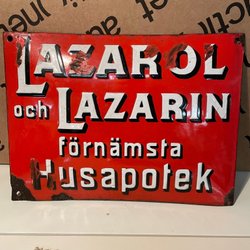 LAZAROL
och LAZARIN
förnämsta
Husapotek